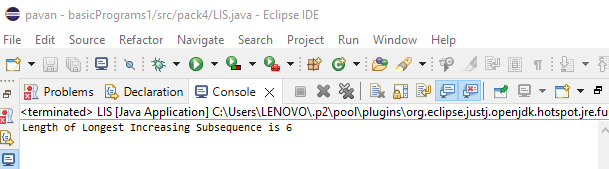 pavan - basicPrograms1/src/pack4/LIS.java - Eclipse IDE
File Edit Source Refactor Navigate Search Project Run Window Help
Problems Declaration Console
<terminated> LIS [Java Application] C:\Users\LENOVO\.p2\pool\plugins\org.eclipse.justj.openjdk.hotspot.jre.fu
Length of Longest Increasing Subsequence is 6